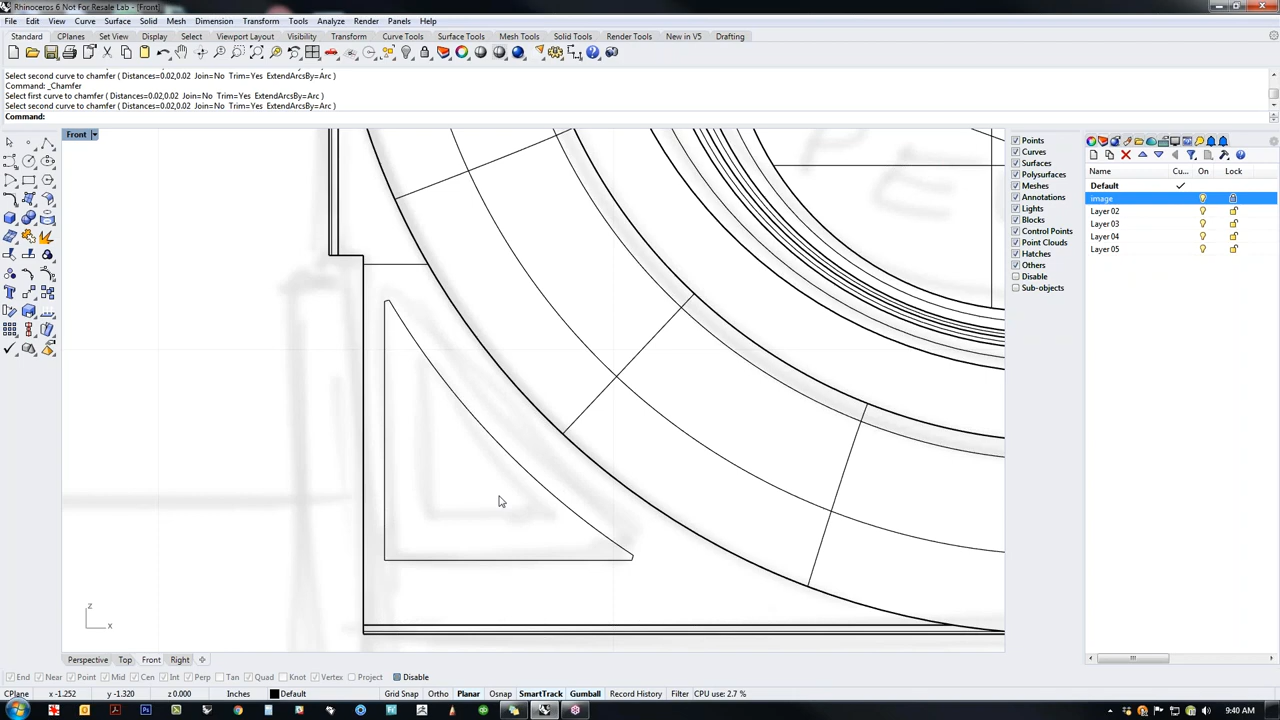 Rhinoceros 6 Not For Resale Lab - [Front]
File Edit View Curve Surface Solid Mesh Dimension Transform Tools Analyze Render Panels Help
Standard CPlanes Set View Display Select Viewport Layout Visibility Transform Curve Tools Surface Tools Mesh Tools Render Tools New in V5 Drafting
Select second curve to chamfer ( Distances=0.02,0.02 Join=No Trim=Yes ExtendArcsBy=Arc )
Command: _Chamfer
Select first curve to chamfer ( Distances=0.02,0.02 Join=No Trim=Yes ExtendArcsBy=Arc )
Select second curve to chamfer ( Distances=0.02,0.02 Join=No Trim=Yes ExtendArcsBy=Arc )
Command:
Front
Points
Curves
Surfaces
Polysurfaces
Meshes
Annotations
Lights
Blocks
Control Points
Point Clouds
Hatches
Others
Disable
Sub-objects
Name Cu... On Lock
Default
image
Layer 02
Layer 03
Layer 04
Layer 05
P E
z
x
Perspective Top Front Right
End Near Point Mid Cen Int Perp Tan Quad Knot Vertex Project Disable
CPlane x -1.252 y -1.320 z 0.000 Inches Default Grid Snap Ortho Planar Osnap SmartTrack Gumball Record History Filter CPU use: 2.7 %
9:40 AM